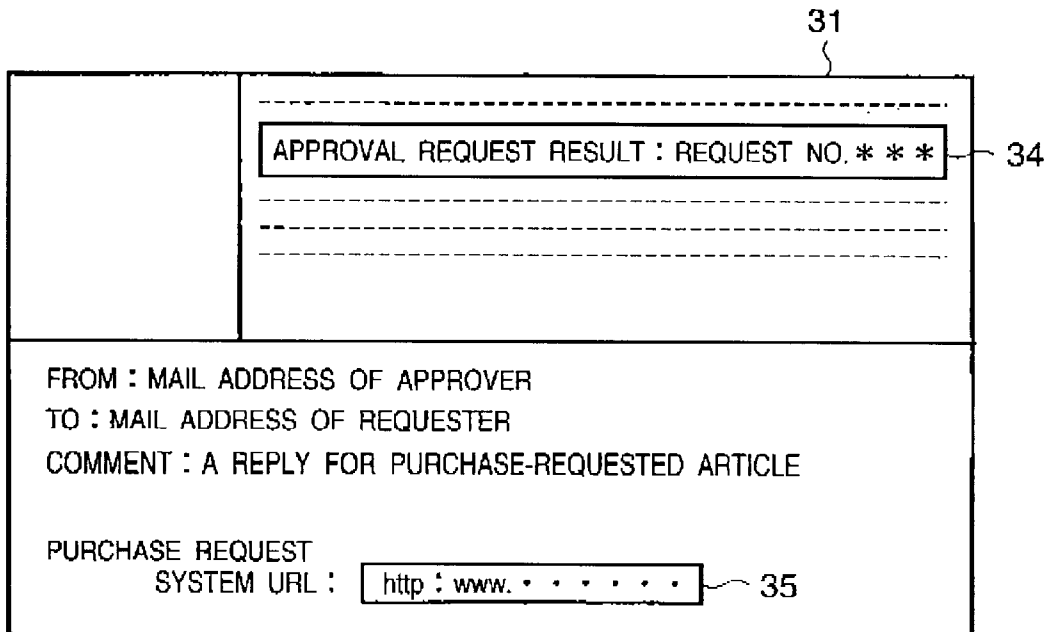 31
APPROVAL REQUEST RESULT : REQUEST NO. * * *
34
FROM : MAIL ADDRESS OF APPROVER
TO : MAIL ADDRESS OF REQUESTER
COMMENT : A REPLY FOR PURCHASE-REQUESTED ARTICLE
PURCHASE REQUEST
SYSTEM URL : http : www. · · · · · ·
35